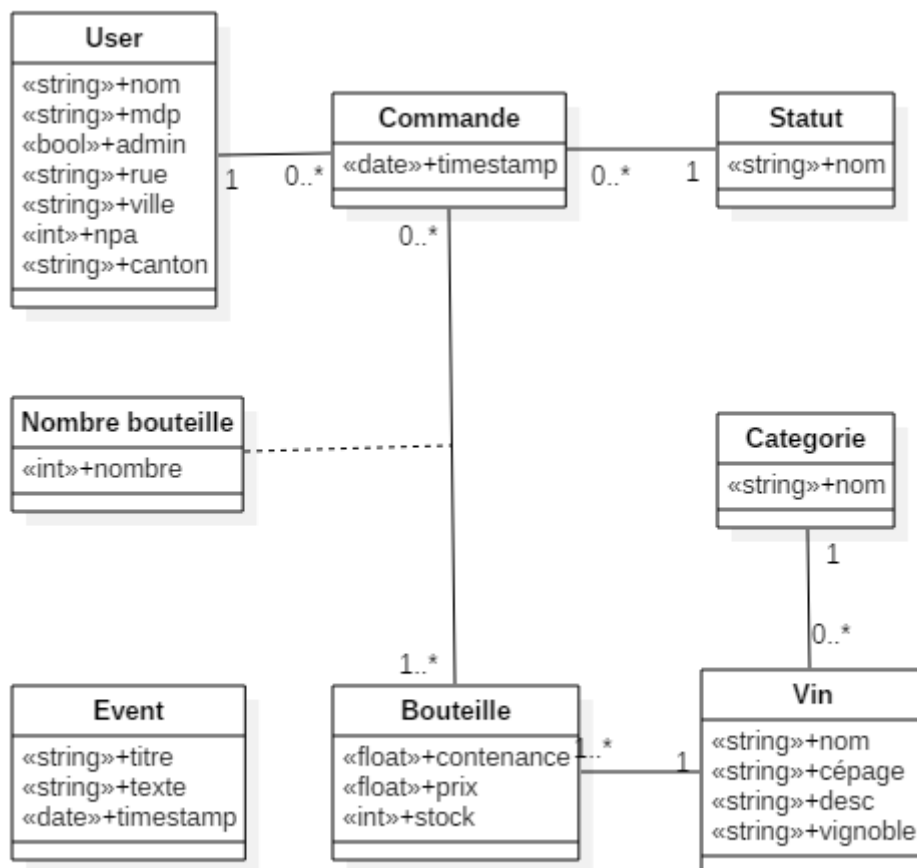 User
«string»+nom
«string»+mdp
«bool»+admin
«string»+rue
«string»+ville
«int»+npa
«string»+canton
1
0..*
Commande
«date»+timestamp
0..*
1
Statut
«string»+nom
0..*
Nombre bouteille
«int»+nombre
Categorie
«string»+nom
1
0..*
1..*
Event
«string»+titre
«string»+texte
«date»+timestamp
Bouteille
«float»+contenance
«float»+prix
«int»+stock
1..*
1
Vin
«string»+nom
«string»+cépage
«string»+desc
«string»+vignoble